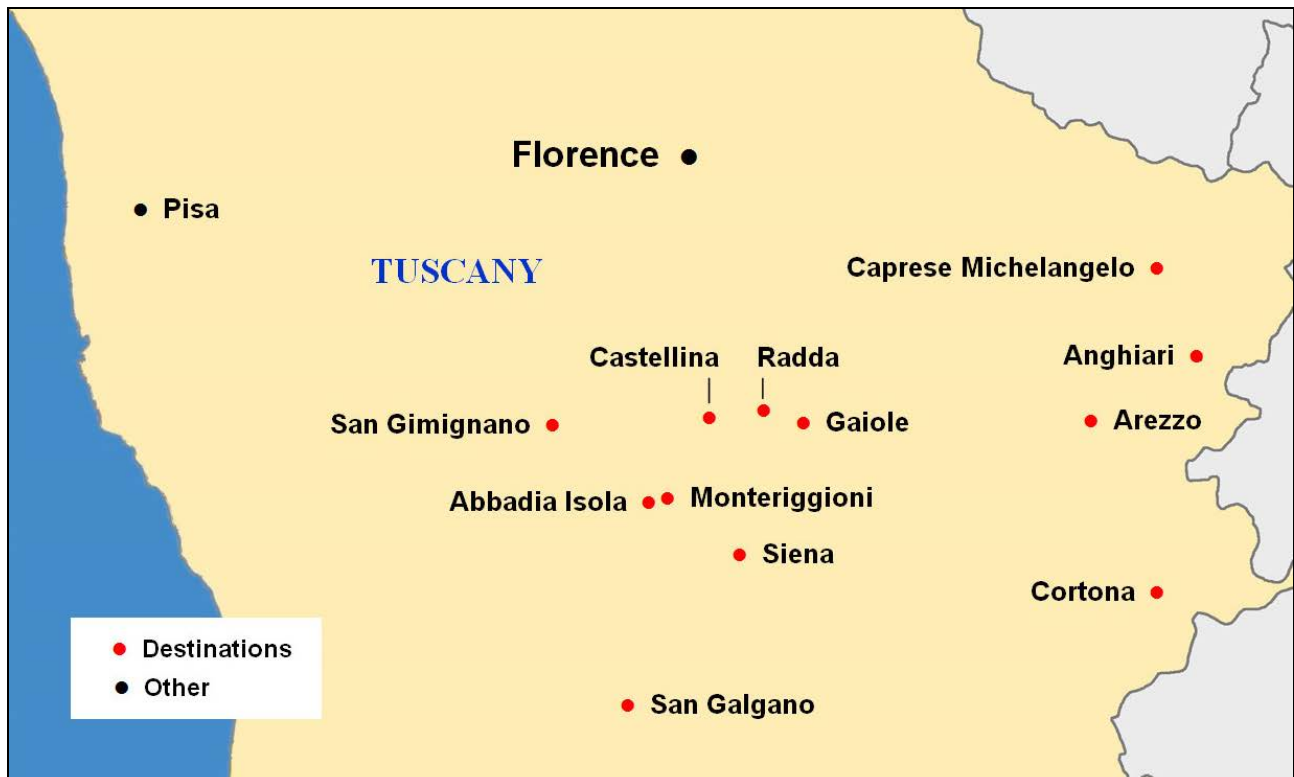 Florence
Pisa
TUSCANY
Caprese Michelangelo
Castellina
Radda
Anghiari
San Gimignano
Gaiole
Arezzo
Abbadia Isola
Monteriggioni
Siena
Cortona
Destinations
Other
San Galgano